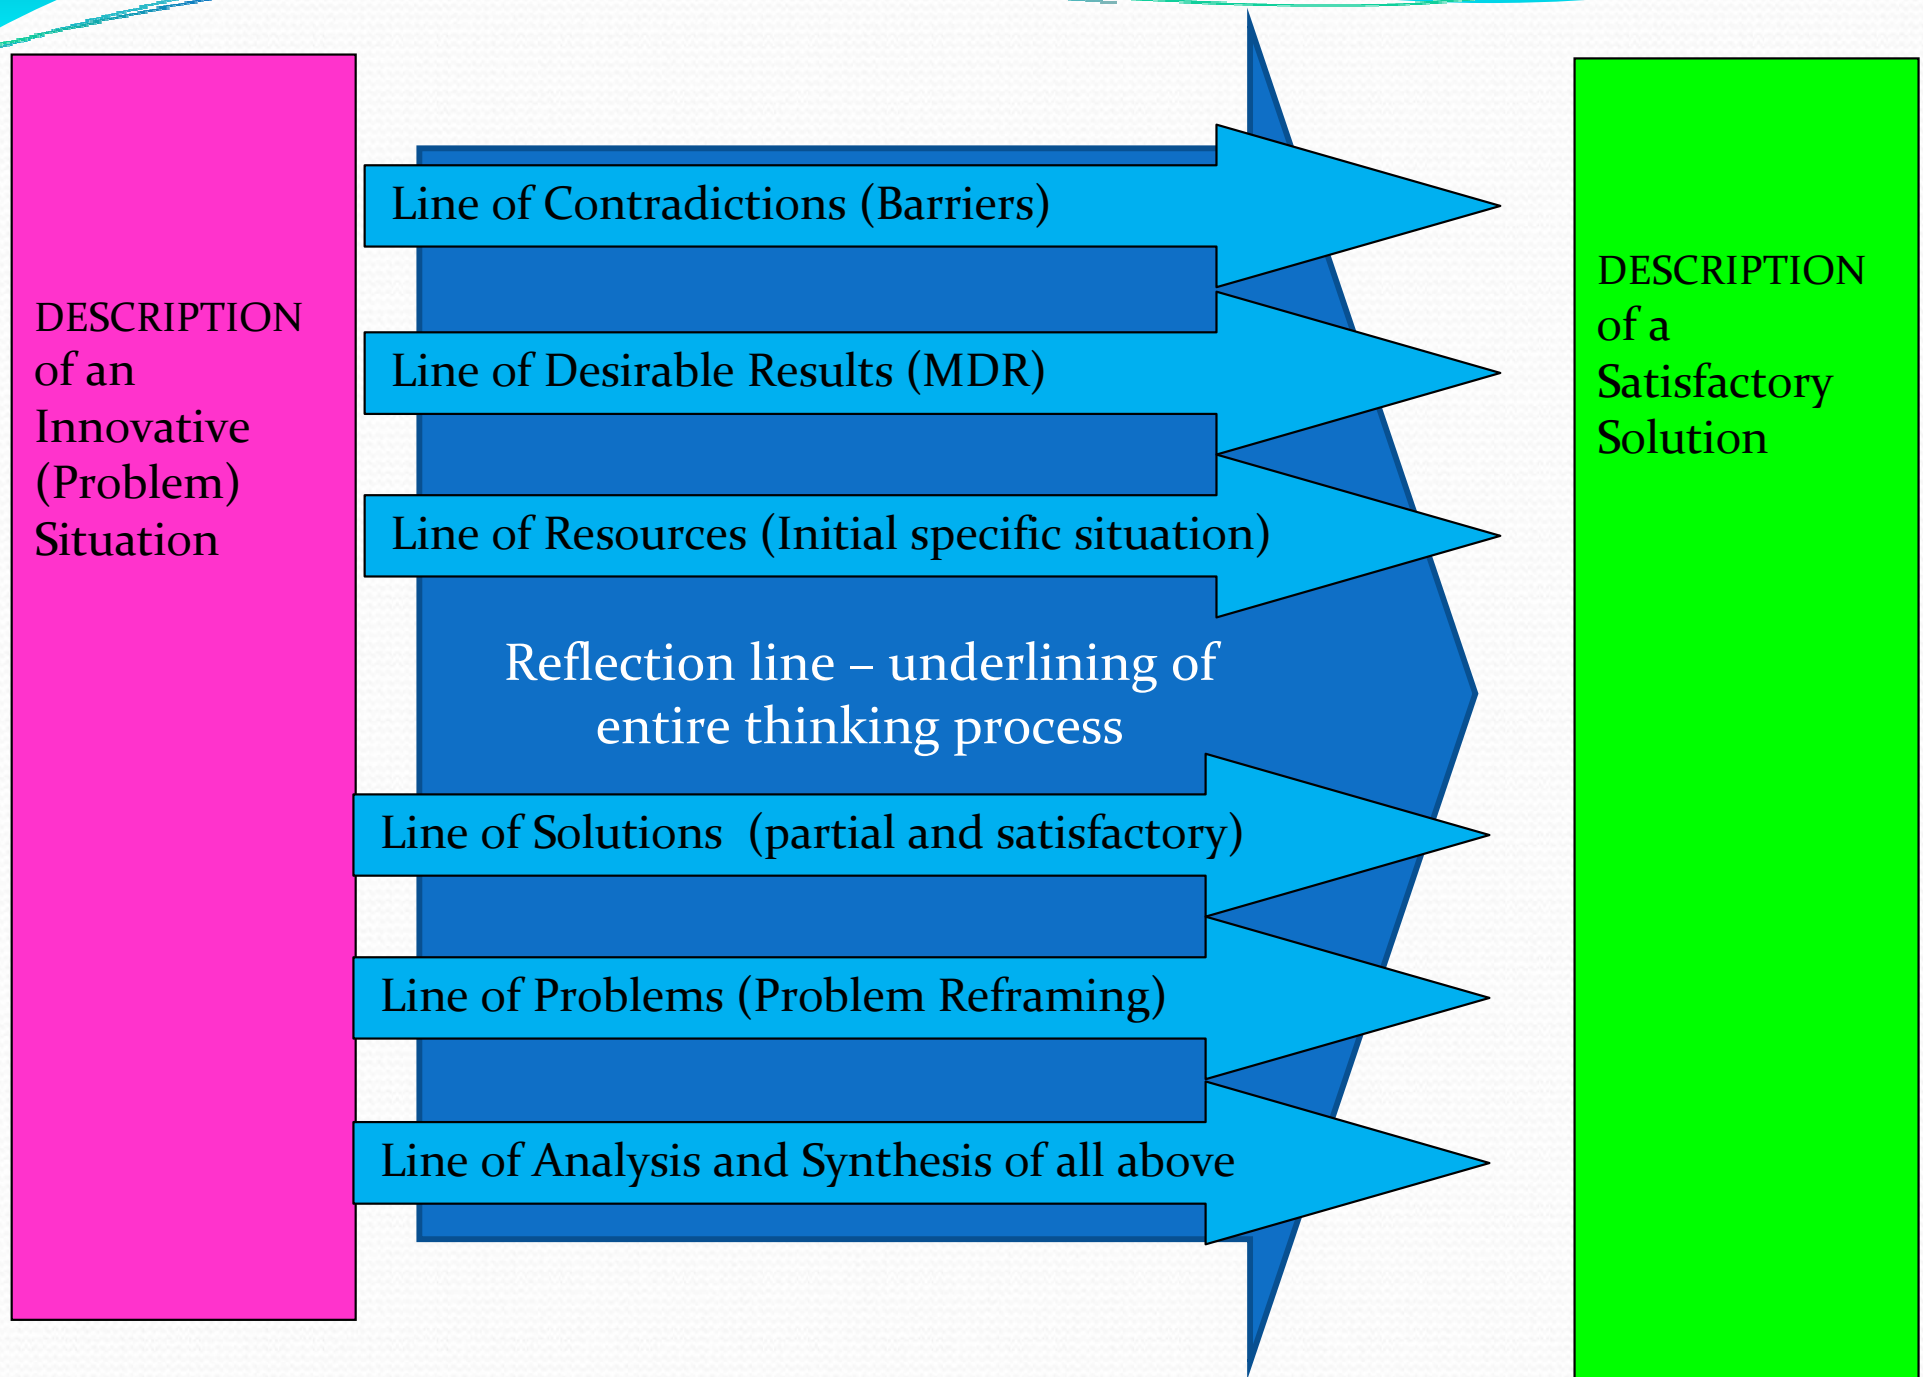 DESCRIPTION
of an
Innovative
(Problem)
Situation
Line of Contradictions (Barriers)
Line of Desirable Results (MDR)
Line of Resources (Initial specific situation)
Reflection line – underlining of
entire thinking process
Line of Solutions  (partial and satisfactory)
Line of Problems (Problem Reframing)
Line of Analysis and Synthesis of all above
DESCRIPTION
of a
Satisfactory
Solution